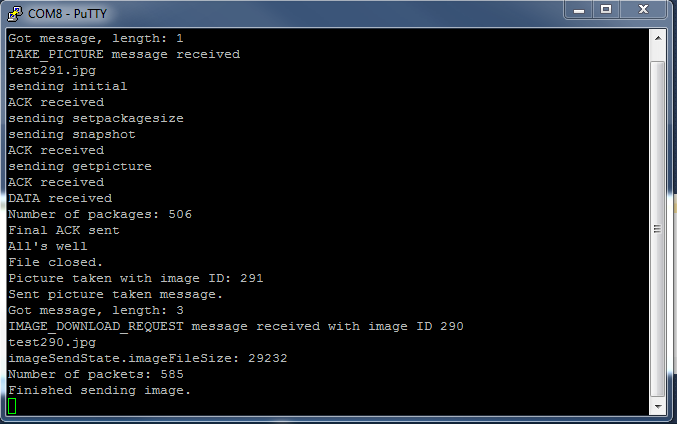 COM8 - PuTTY
Got message, length: 1
TAKE_PICTURE message received
test291.jpg
sending initial
ACK received
sending setpackagesize
sending snapshot
ACK received
sending getpicture
ACK received
DATA received
Number of packages: 506
Final ACK sent
All's well
File closed.
Picture taken with image ID: 291
Sent picture taken message.
Got message, length: 3
IMAGE_DOWNLOAD_REQUEST message received with image ID 290
test290.jpg
imageSendState.imageFileSize: 29232
Number of packets: 585
Finished sending image.